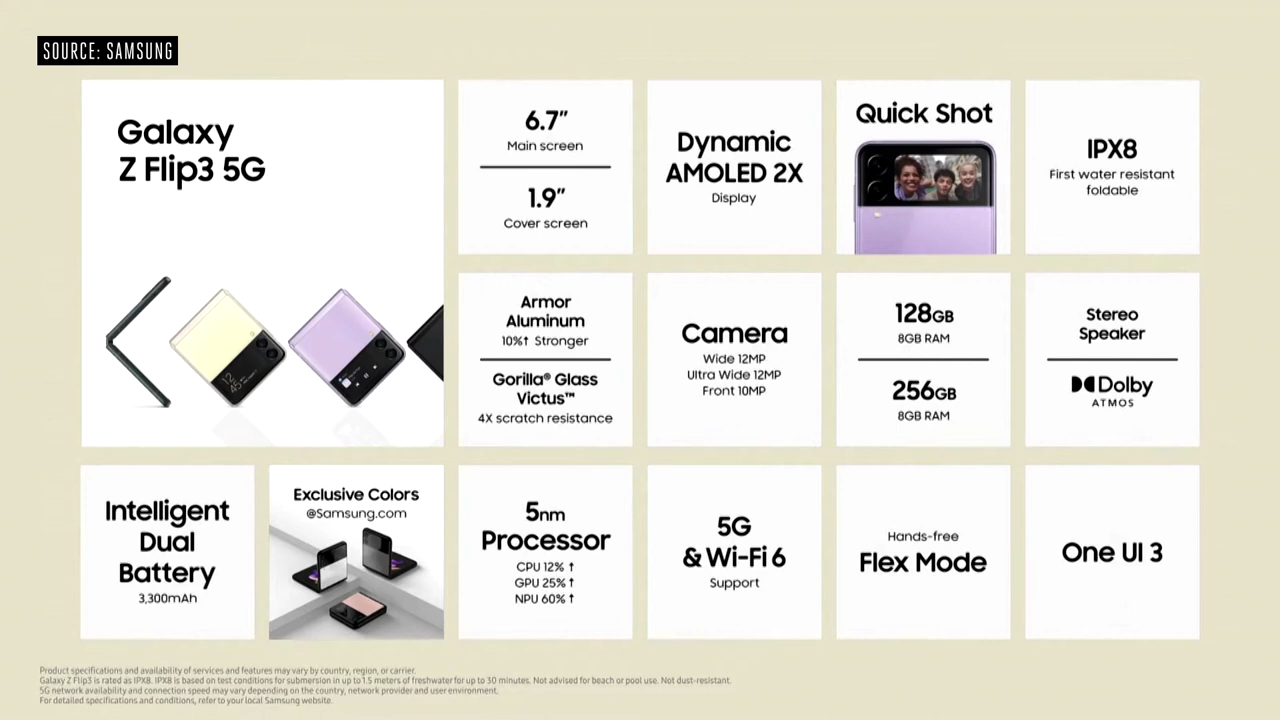 SOURCE: SAMSUNG
Galaxy
Z Flip3 5G
6.7”
Main screen
1.9”
Cover screen
Dynamic
AMOLED 2X
Display
Quick Shot
IPX8
First water resistant
foldable
Armor
Aluminum
10%↑ Stronger
Gorilla® Glass
Victus™
4X scratch resistance
Camera
Wide 12MP
Ultra Wide 12MP
Front 10MP
128GB
8GB RAM
256GB
8GB RAM
Stereo
Speaker
Dolby
ATMOS
Intelligent
Dual
Battery
3,300mAh
Exclusive Colors
@Samsung.com
5nm
Processor
CPU 12% ↑
GPU 25% ↑
NPU 60% ↑
5G
& Wi-Fi 6
Support
Hands-free
Flex Mode
One UI 3
Product specifications and availability of services and features may vary by country, region, or carrier.
Galaxy Z Flip3 is rated as IPX8. IPX8 is based on test conditions for submersion in up to 1.5 meters of freshwater for up to 30 minutes. Not advised for beach or pool use. Not dust-resistant.
5G network availability and connection speed may vary depending on the country, network provider and user environment.
For detailed specifications and conditions, refer to your local Samsung website.